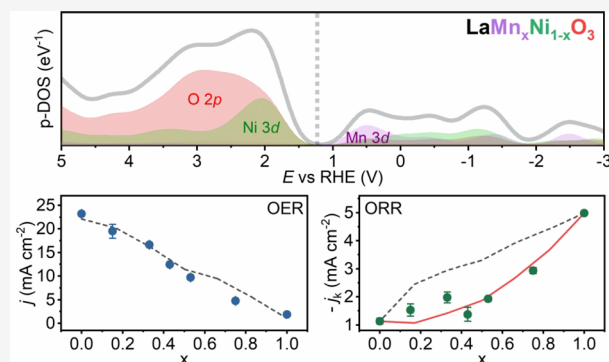 LaMnxNi1-xO3
p-DOS (eV-1)
O 2p
Ni 3d
Mn 3d
5 4 3 2 1 0 -1 -2 -3
E vs RHE (V)
OER
j (mA cm-2)
25
20
15
10
5
0
0.0 0.2 0.4 0.6 0.8 1.0
x
ORR
- jk (mA cm-2)
5
4
3
2
1
0.0 0.2 0.4 0.6 0.8 1.0
x